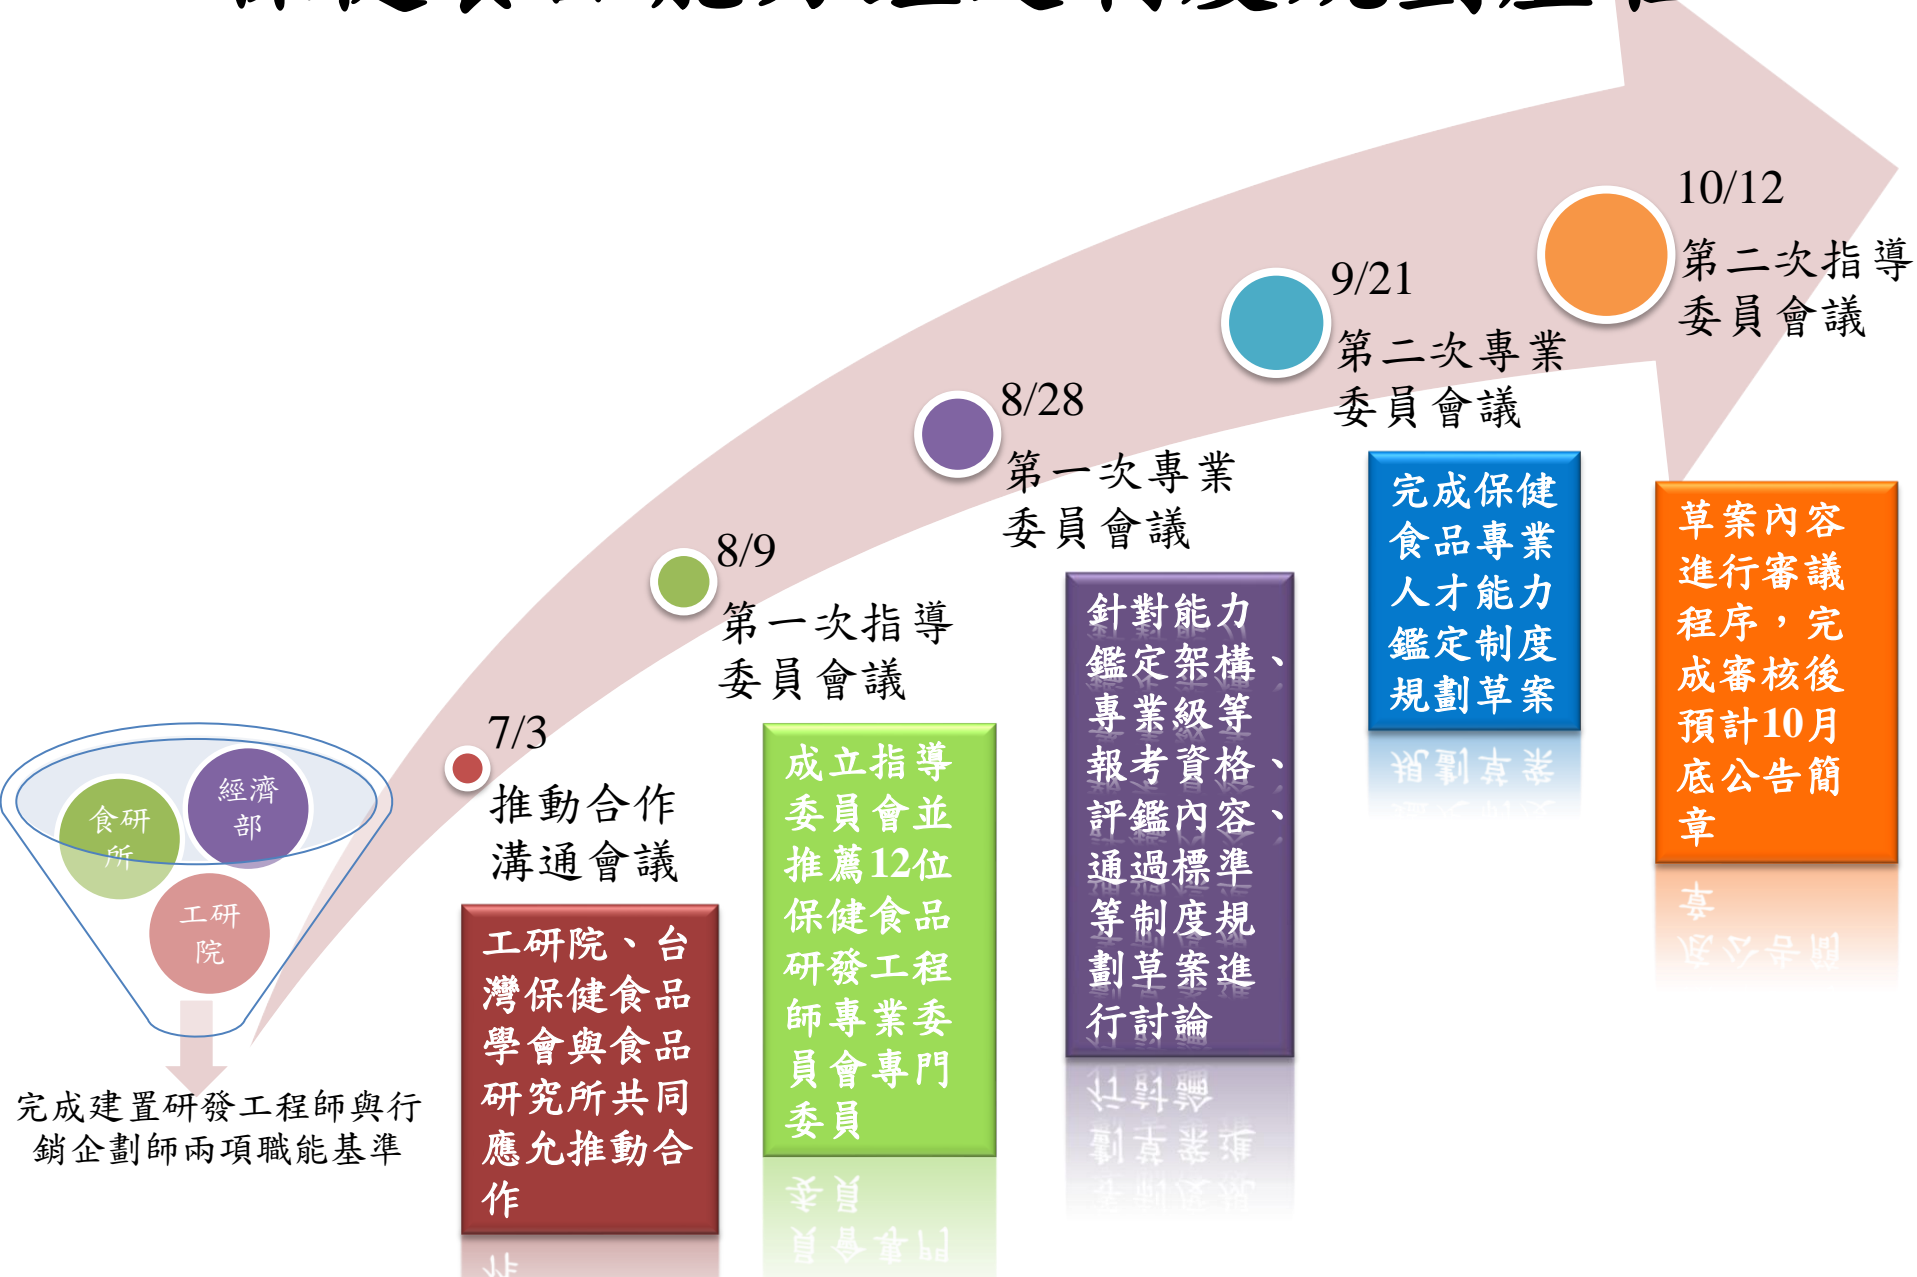 食研
所
經濟
部
工研
院
完成建置研發工程師與行
銷企劃師兩項職能基準
7/3
推動合作
溝通會議
工研院、台
灣保健食品
學會與食品
研究所共同
應允推動合
作
8/9
第一次指導
委員會議
成立指導
委員會並
推薦12位
保健食品
研發工程
師專業委
員會專門
委員
8/28
第一次專業
委員會議
針對能力
鑑定架構、
專業級等
報考資格、
評鑑內容、
通過標準
等制度規
劃草案進
行討論
9/21
第二次專業
委員會議
完成保健
食品專業
人才能力
鑑定制度
規劃草案
10/12
第二次指導
委員會議
草案內容
進行審議
程序，完
成審核後
預計10月
底公告簡
章